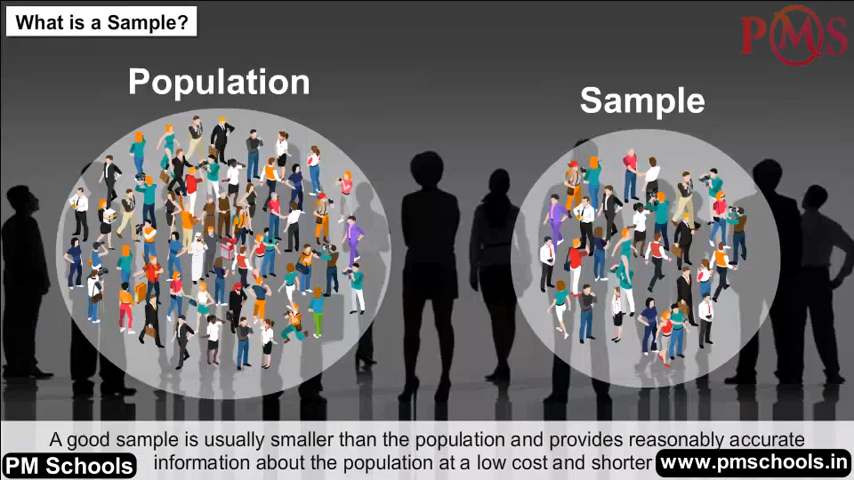 What is a Sample?
PMS
Population
Sample
A good sample is usually smaller than the population and provides reasonably accurate
information about the population at a low cost and shorter
PM Schools
www.pmschools.in